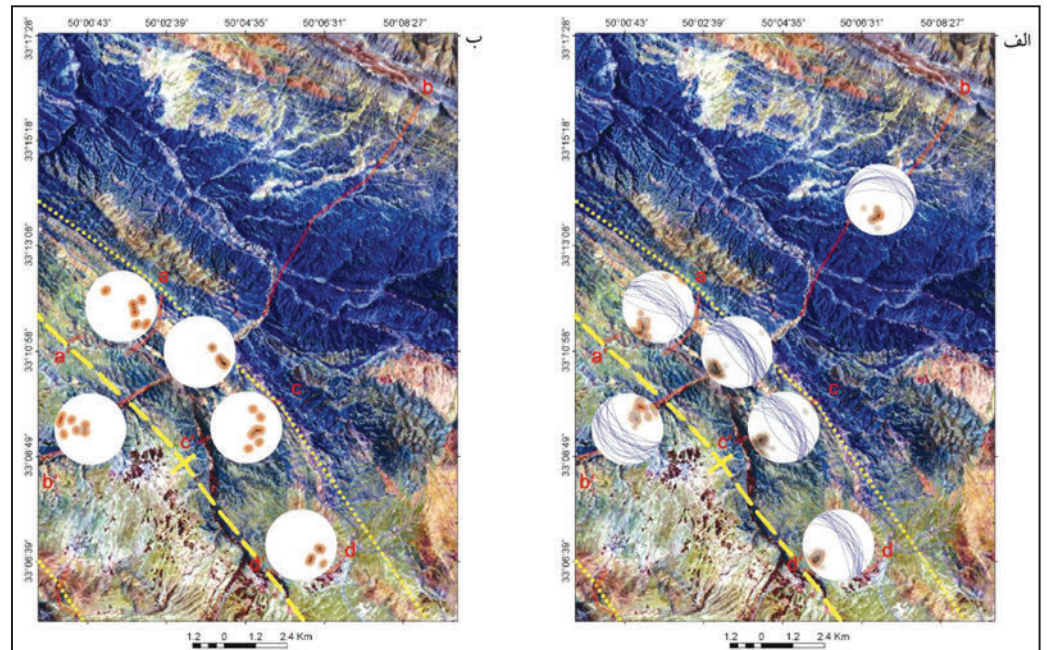 الف
50°00'43" 50°02'39" 50°04'35" 50°06'31" 50°08'27"
33°17'28"
33°15'18"
33°13'08"
33°10'58"
33°08'49"
33°06'39"
b
a
a'
c
c'
b'
d
d'
1.2 0 1.2 2.4 Km
ب
50°00'43" 50°02'39" 50°04'35" 50°06'31" 50°08'27"
33°17'28"
33°15'18"
33°13'08"
33°10'58"
33°08'49"
33°06'39"
b
a
a'
c
c'
b'
d
d'
1.2 0 1.2 2.4 Km